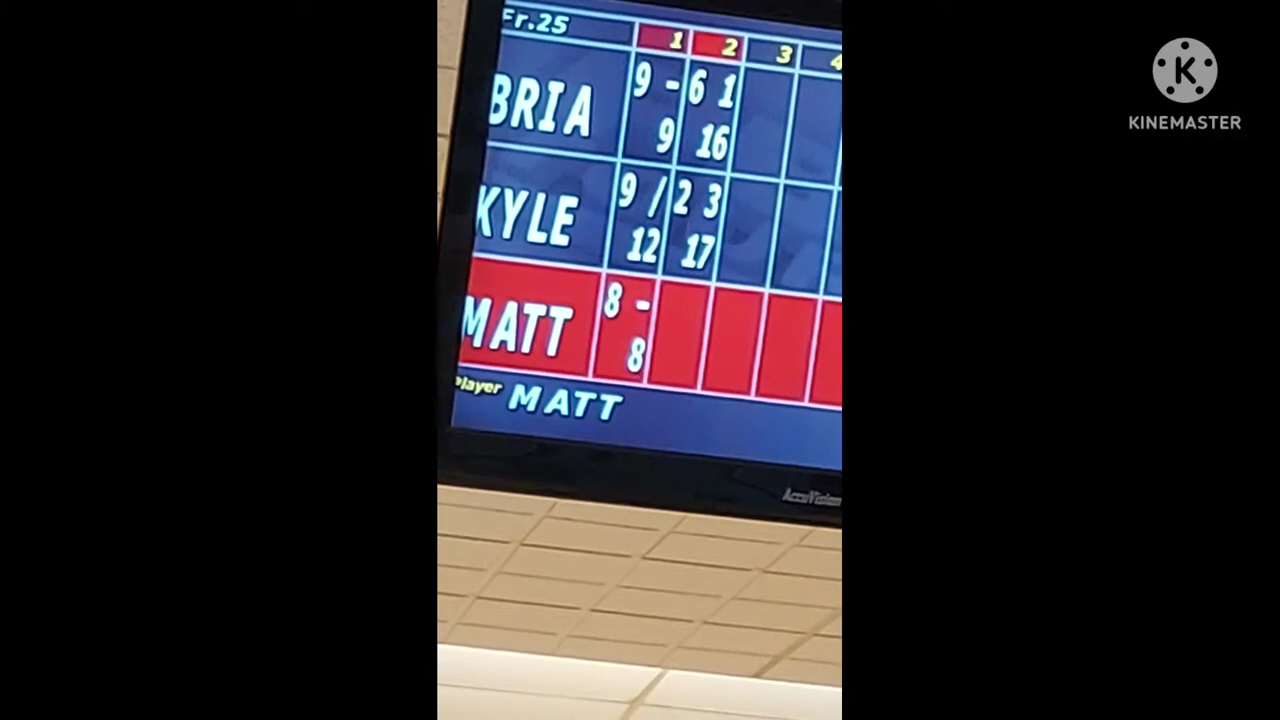 Fr.25 1 2 3 4
BRIA 9 - 6 1
9 16
KYLE 9 / 2 3
12 17
MATT 8 -
8
Player MATT
AccuVision
KINEMASTER